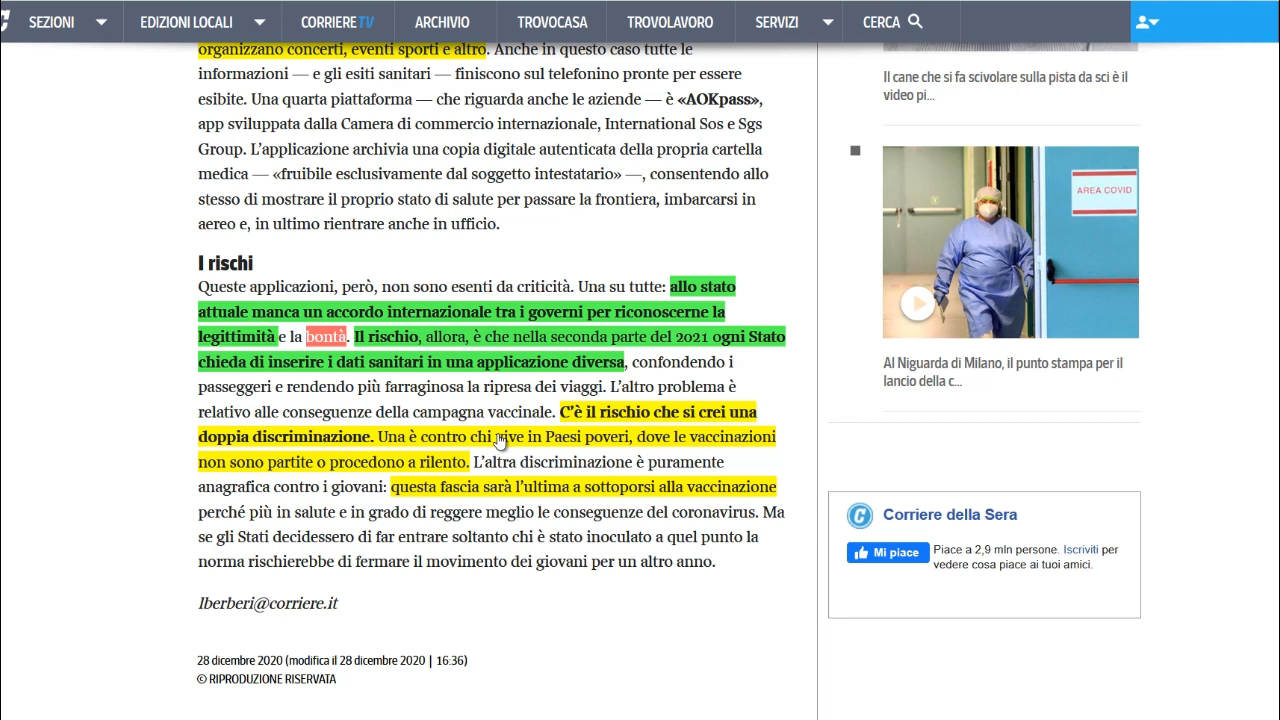 SEZIONI
EDIZIONI LOCALI
CORRIERETV
ARCHIVIO
TROVOCASA
TROVOLAVORO
SERVIZI
CERCA
organizzano concerti, eventi sporti e altro. Anche in questo caso tutte le
informazioni — e gli esiti sanitari — finiscono sul telefonino pronte per essere
esibite. Una quarta piattaforma — che riguarda anche le aziende — è «AOKpass»,
app sviluppata dalla Camera di commercio internazionale, International Sos e Sgs
Group. L'applicazione archivia una copia digitale autenticata della propria cartella
medica — «fruibile esclusivamente dal soggetto intestatario» —, consentendo allo
stesso di mostrare il proprio stato di salute per passare la frontiera, imbarcarsi in
aereo e, in ultimo rientrare anche in ufficio.
I rischi
Queste applicazioni, però, non sono esenti da criticità. Una su tutte: allo stato
attuale manca un accordo internazionale tra i governi per riconoscerne la
legittimità e la bontà. Il rischio, allora, è che nella seconda parte del 2021 ogni Stato
chieda di inserire i dati sanitari in una applicazione diversa, confondendo i
passeggeri e rendendo più farraginosa la ripresa dei viaggi. L'altro problema è
relativo alle conseguenze della campagna vaccinale. C'è il rischio che si crei una
doppia discriminazione. Una è contro chi vive in Paesi poveri, dove le vaccinazioni
non sono partite o procedono a rilento. L'altra discriminazione è puramente
anagrafica contro i giovani: questa fascia sarà l'ultima a sottoporsi alla vaccinazione
perché più in salute e in grado di reggere meglio le conseguenze del coronavirus. Ma
se gli Stati decidessero di far entrare soltanto chi è stato inoculato a quel punto la
norma rischierebbe di fermare il movimento dei giovani per un altro anno.
lberberi@corriere.it
28 dicembre 2020 (modifica il 28 dicembre 2020 | 16:36)
© RIPRODUZIONE RISERVATA
Il cane che si fa scivolare sulla pista da sci è il
video pi...
AREA COVID
Al Niguarda di Milano, il punto stampa per il
lancio della c...
Corriere della Sera
Mi piace
Piace a 2,9 mln persone. Iscriviti per
vedere cosa piace ai tuoi amici.